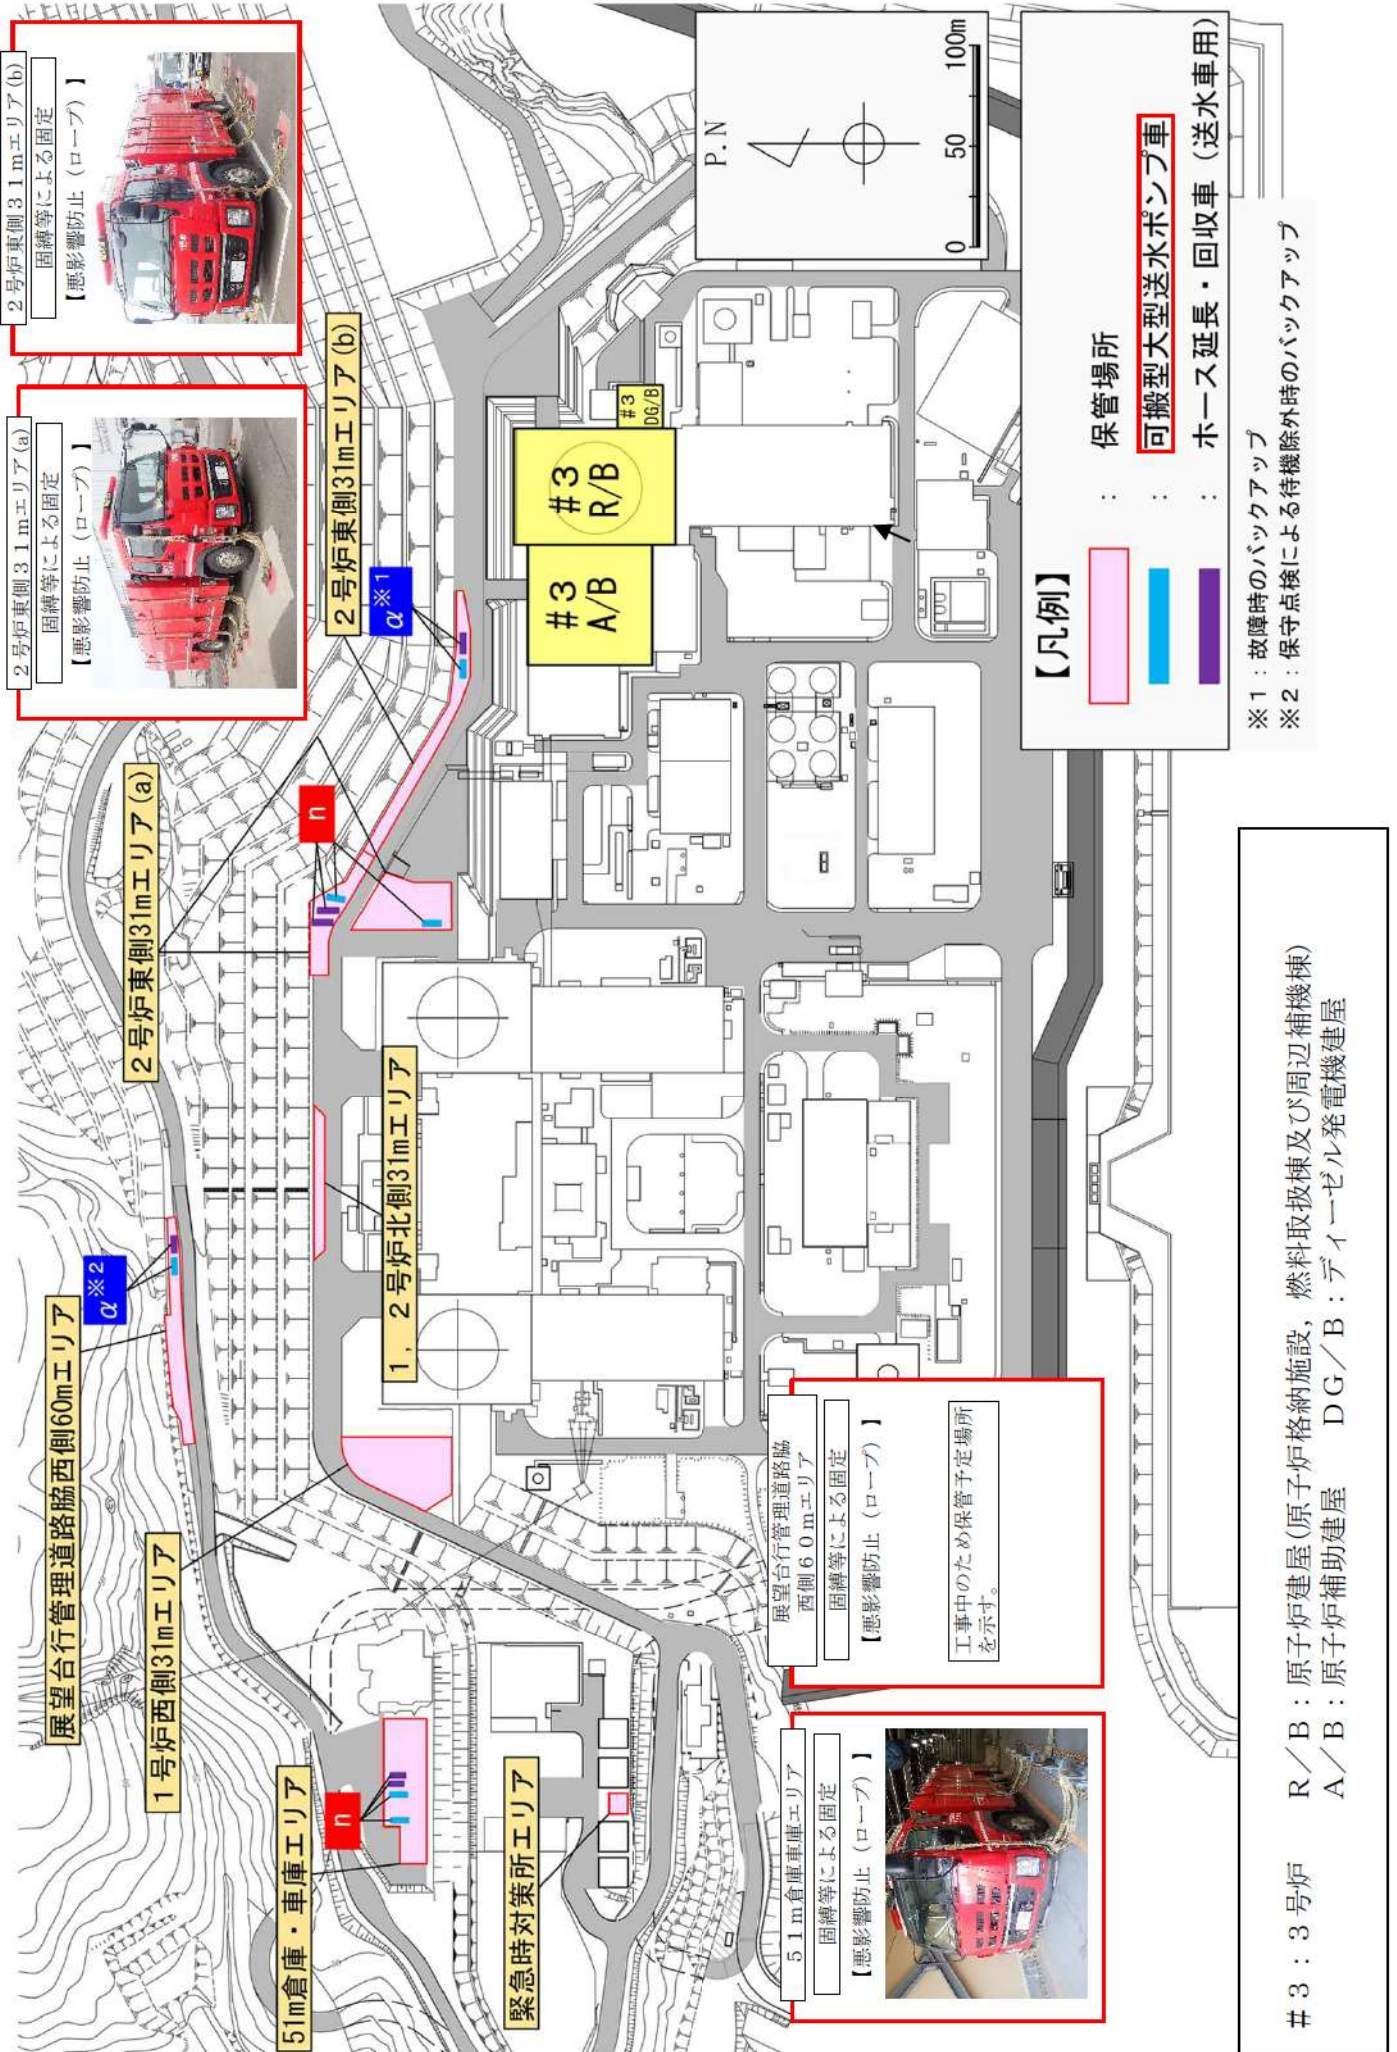 51m倉庫・車庫エリア
n
緊急時対策所エリア
1号炉西側31mエリア
展望台行管理道路脇西側60mエリア
α※2
1，2号炉北側31mエリア
2号炉東側31mエリア(a)
n
2号炉東側31mエリア(b)
α※1
2号炉東側31mエリア(a)
固縛等による固定
【悪影響防止（ロープ）】
2号炉東側31mエリア(b)
固縛等による固定
【悪影響防止（ロープ）】
#3
R/B
#3
A/B
#3
DG/B
P.N
0 50 100m
51m倉庫車庫エリア
固縛等による固定
【悪影響防止（ロープ）】
展望台行管理道路脇
西側60mエリア
固縛等による固定
【悪影響防止（ロープ）】
工事中のため保管予定場所
を示す。
【凡例】
：保管場所
：可搬型大型送水ポンプ車
：ホース延長・回収車（送水車用）
※1：故障時のバックアップ
※2：保守点検による待機除外時のバックアップ
#3：3号炉 R／B：原子炉建屋(原子炉格納施設，燃料取扱棟及び周辺補機棟)
A／B：原子炉補助建屋 DG／B：ディーゼル発電機建屋